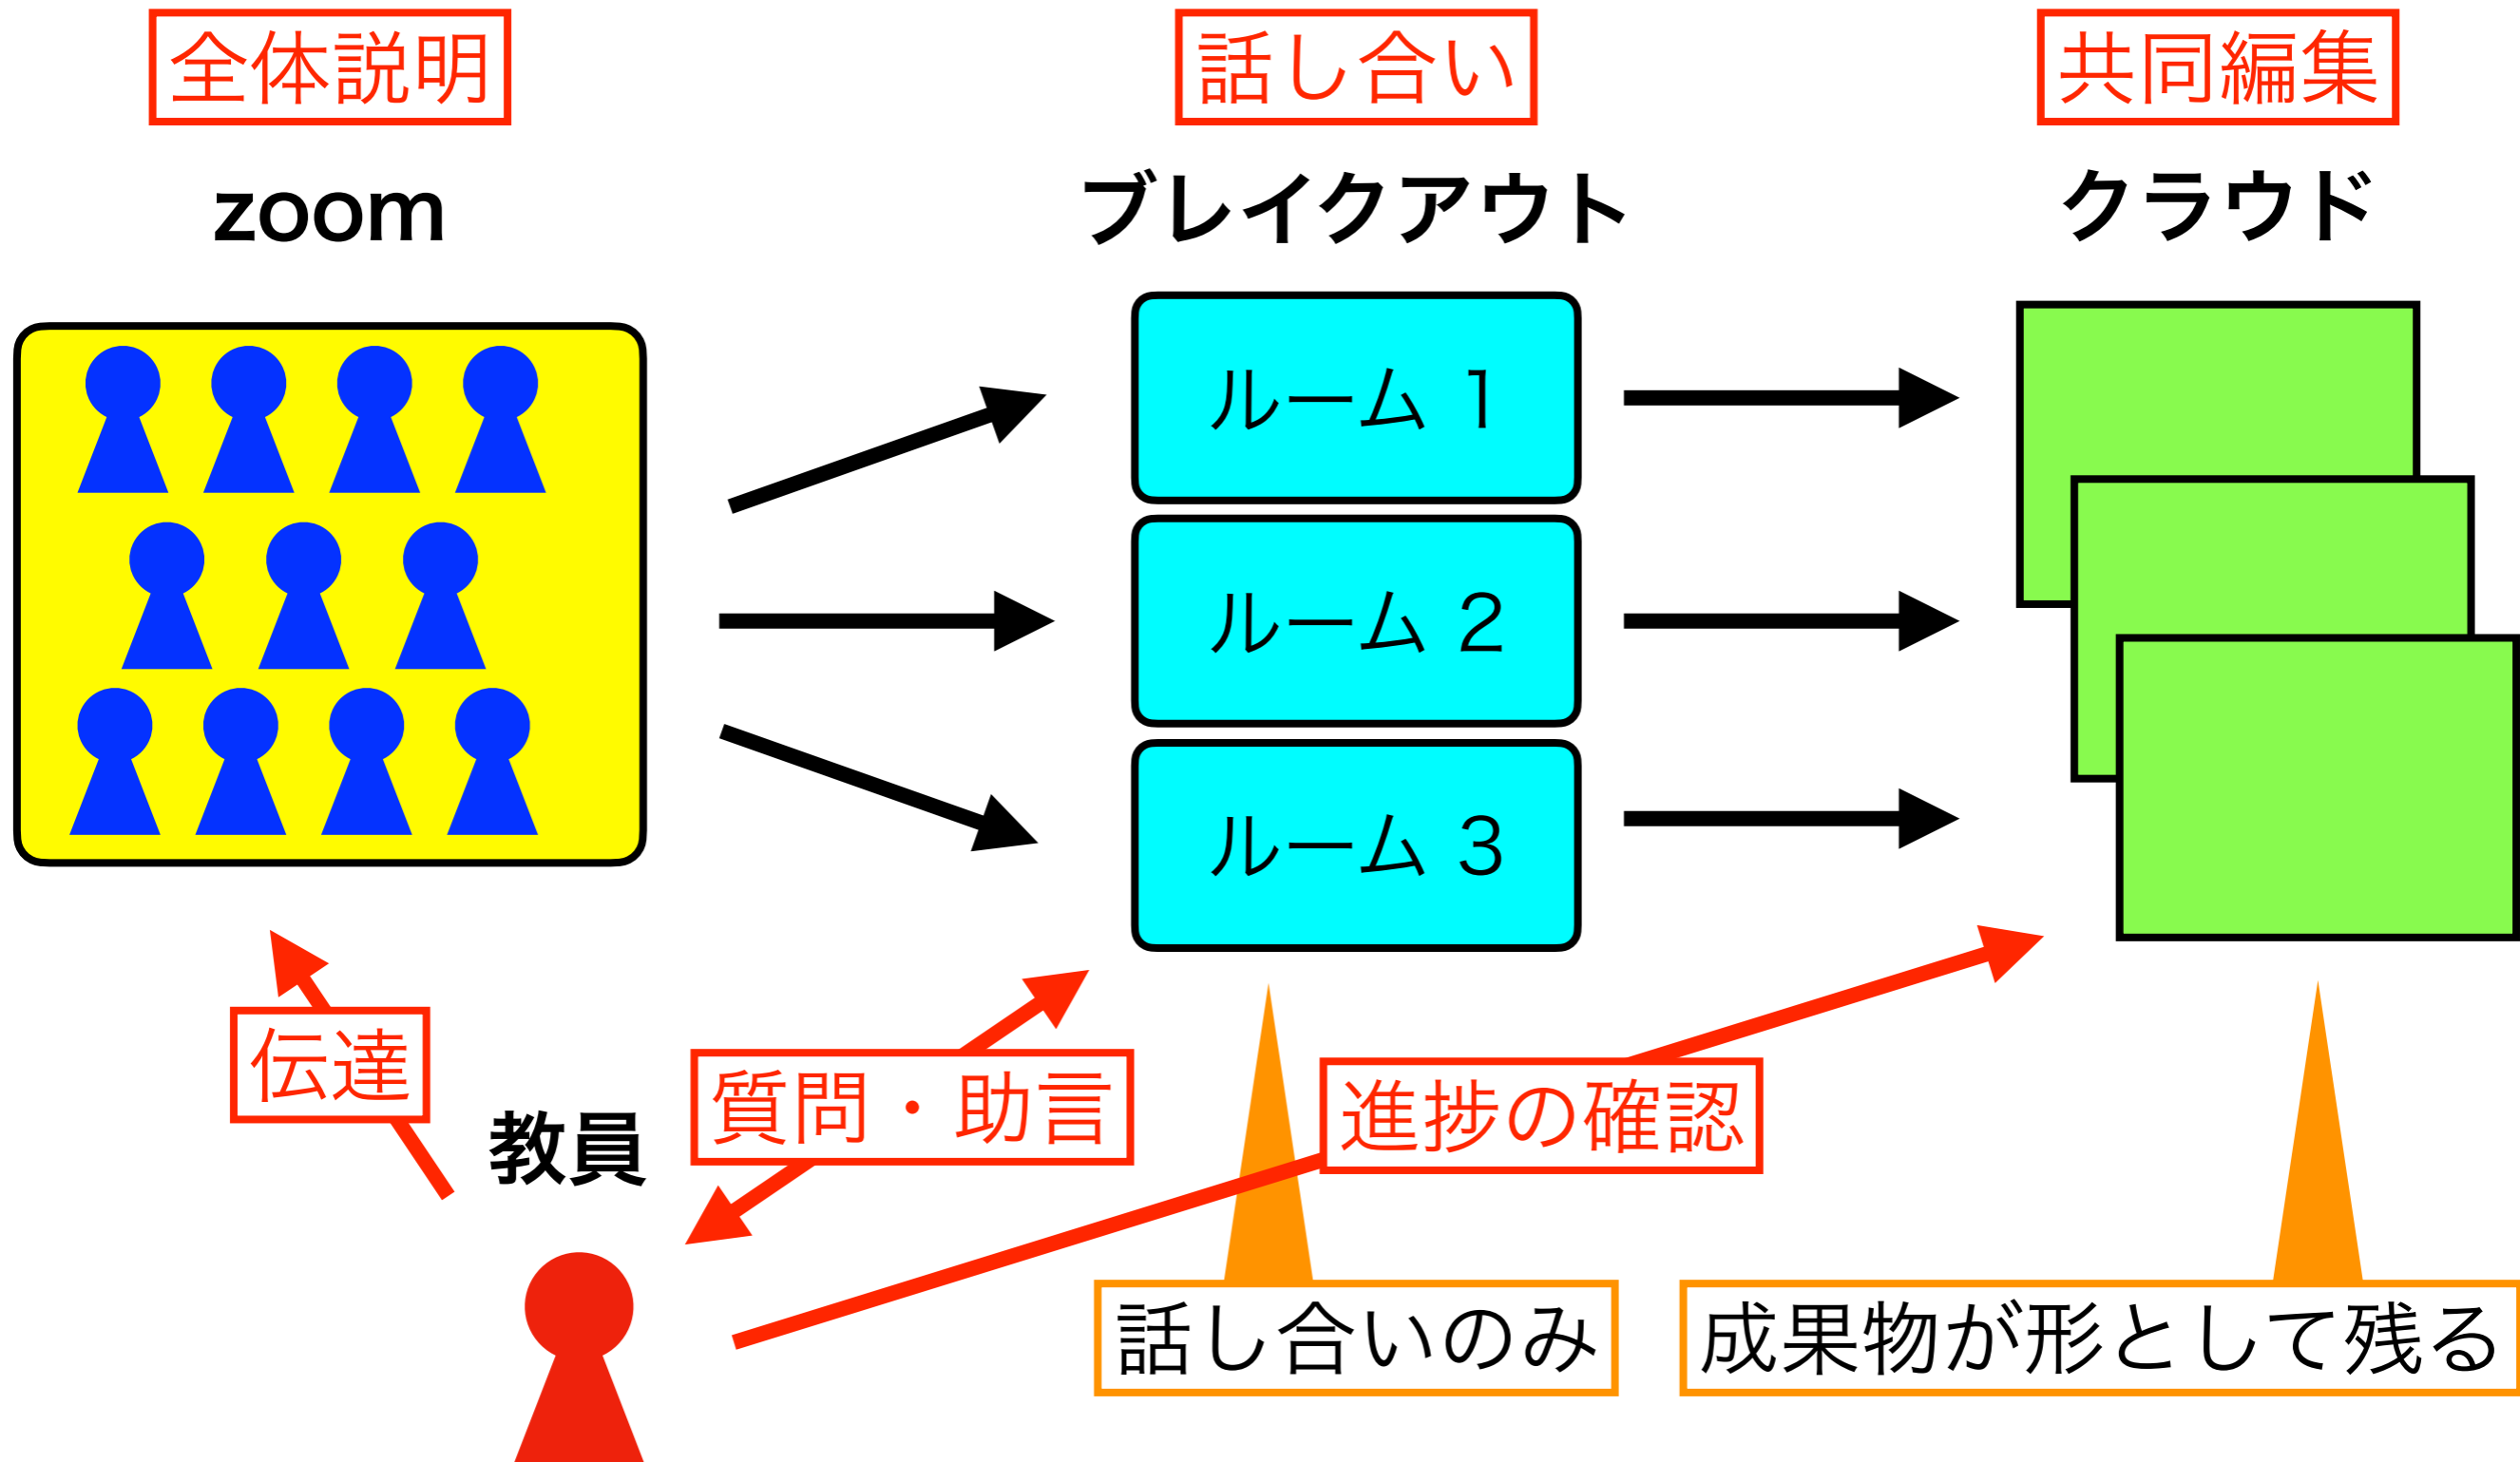 全体説明
話し合い
共同編集
zoom
ブレイクアウト
クラウド
ルーム 1
ルーム 2
ルーム 3
伝達
質問・助言
進捗の確認
教員
話し合いのみ
成果物が形として残る